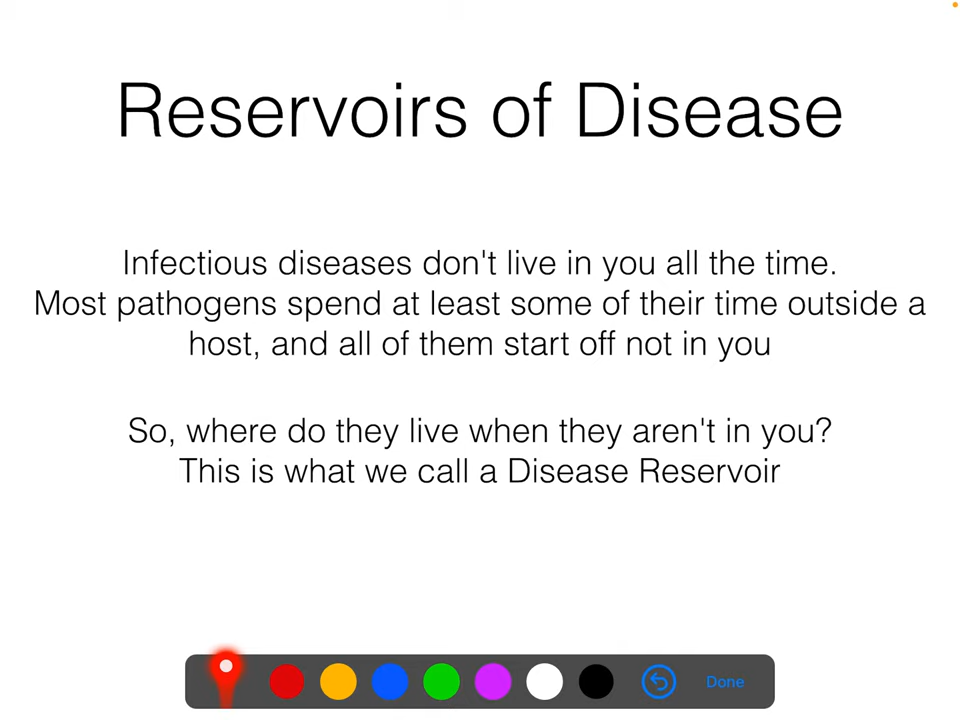 Reservoirs of Disease
Infectious diseases don't live in you all the time.
Most pathogens spend at least some of their time outside a
host, and all of them start off not in you
So, where do they live when they aren't in you?
This is what we call a Disease Reservoir
Done